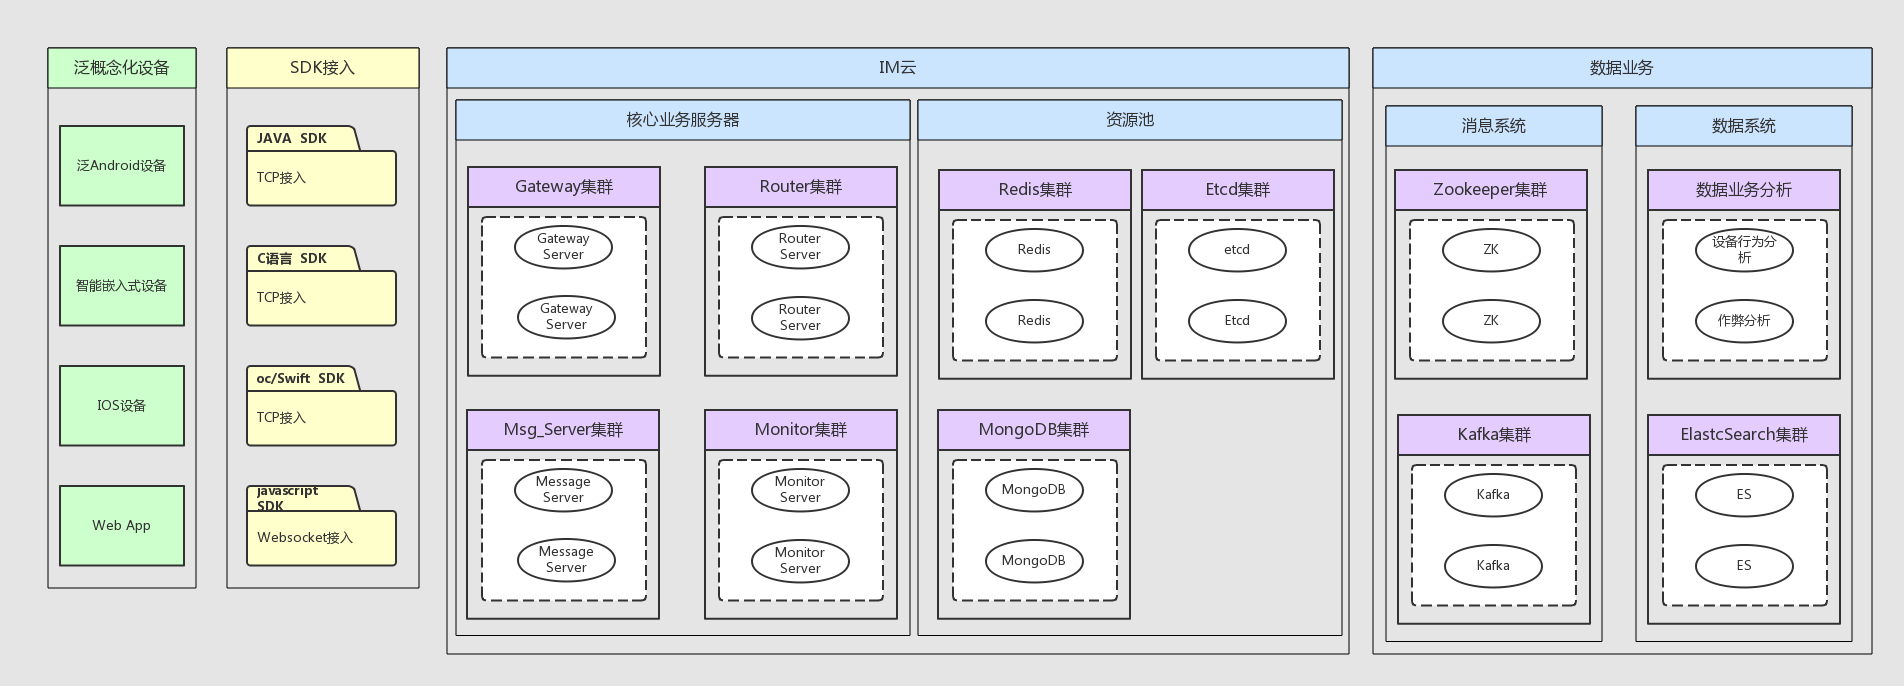 泛概念化设备
泛Android设备
智能嵌入式设备
IOS设备
Web App
SDK接入
JAVA SDK
TCP接入
C语言 SDK
TCP接入
oc/Swift SDK
TCP接入
javascript
SDK
Websocket接入
IM云
核心业务服务器
Gateway集群
Gateway
Server
Gateway
Server
Router集群
Router
Server
Router
Server
Msg_Server集群
Message
Server
Message
Server
Monitor集群
Monitor
Server
Monitor
Server
资源池
Redis集群
Redis
Redis
Etcd集群
etcd
Etcd
MongoDB集群
MongoDB
MongoDB
数据业务
消息系统
Zookeeper集群
ZK
ZK
Kafka集群
Kafka
Kafka
数据系统
数据业务分析
设备行为分
析
作弊分析
ElastcSearch集群
ES
ES